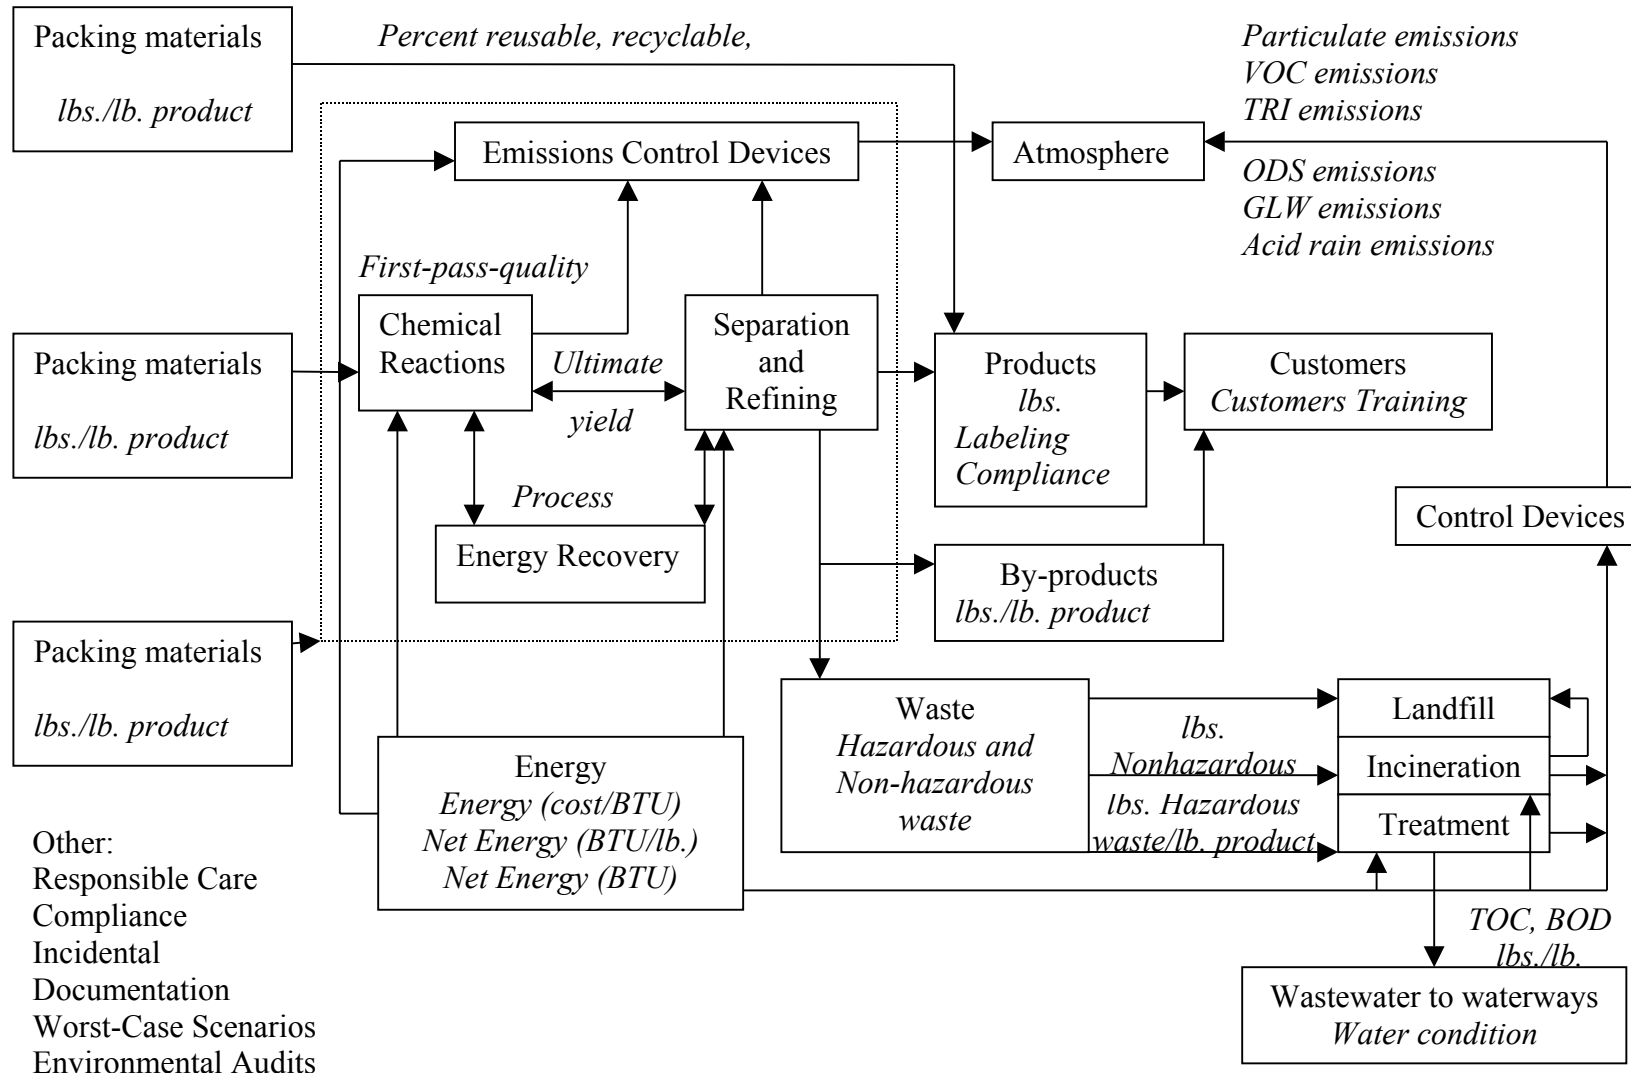 Packing materials
lbs./lb. product
Percent reusable, recyclable,
Particulate emissions
VOC emissions
TRI emissions
Emissions Control Devices
Atmosphere
ODS emissions
GLW emissions
Acid rain emissions
First-pass-quality
Packing materials
lbs./lb. product
Chemical
Reactions
Ultimate
yield
Separation
and
Refining
Products
lbs.
Labeling
Compliance
Customers
Customers Training
Process
Energy Recovery
Control Devices
By-products
lbs./lb. product
Packing materials
lbs./lb. product
Energy
Energy (cost/BTU)
Net Energy (BTU/lb.)
Net Energy (BTU)
Waste
Hazardous and
Non-hazardous
waste
lbs.
Nonhazardous
lbs. Hazardous
waste/lb. product
Landfill
Incineration
Treatment
TOC, BOD
lbs./lb.
Wastewater to waterways
Water condition
Other:
Responsible Care
Compliance
Incidental
Documentation
Worst-Case Scenarios
Environmental Audits